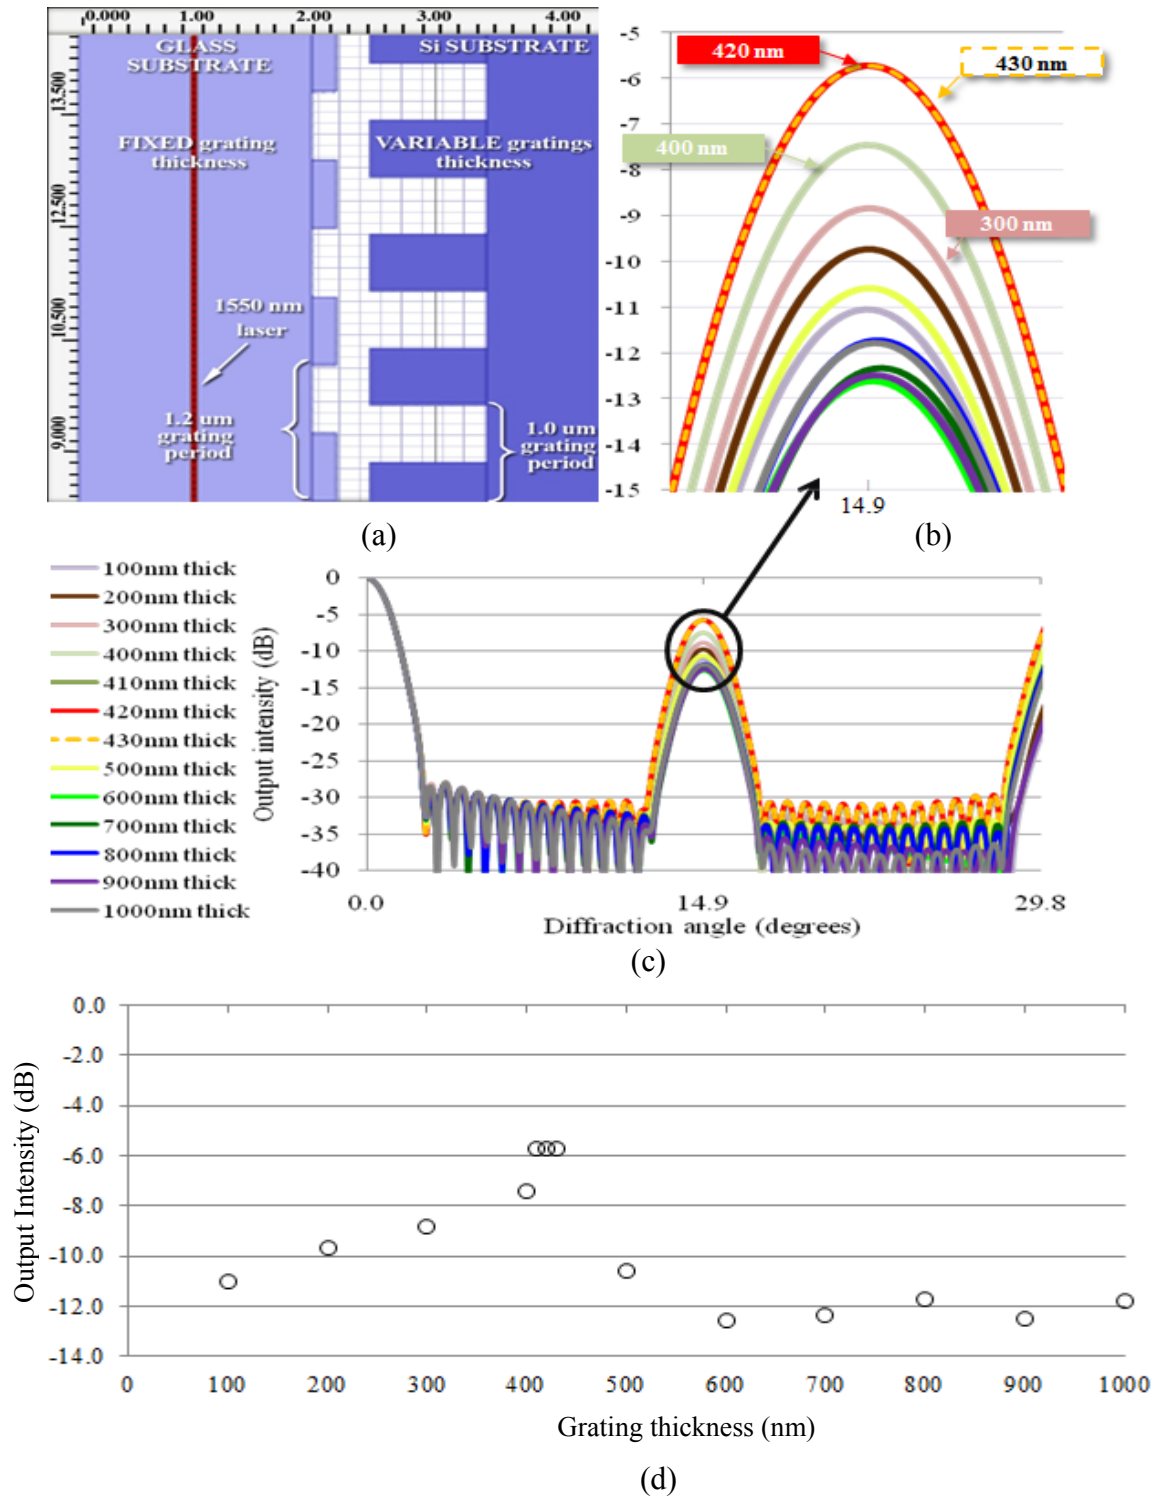 0.000 1.00 2.00 3.00 4.00
13.500
12.500
10.500
9.000
GLASS
SUBSTRATE
Si SUBSTRATE
FIXED grating
thickness
VARIABLE gratings
thickness
1550 nm
laser
1.2 um
grating
period
1.0 um
grating
period
(a)
-5
-6
-7
-8
-9
-10
-11
-12
-13
-14
-15
420 nm
430 nm
400 nm
300 nm
14.9
(b)
100nm thick
200nm thick
300nm thick
400nm thick
410nm thick
420nm thick
430nm thick
500nm thick
600nm thick
700nm thick
800nm thick
900nm thick
1000nm thick
Output intensity (dB)
0
-5
-10
-15
-20
-25
-30
-35
-40
0.0 14.9 29.8
Diffraction angle (degrees)
(c)
Output Intensity (dB)
0.0
-2.0
-4.0
-6.0
-8.0
-10.0
-12.0
-14.0
0 100 200 300 400 500 600 700 800 900 1000
Grating thickness (nm)
(d)